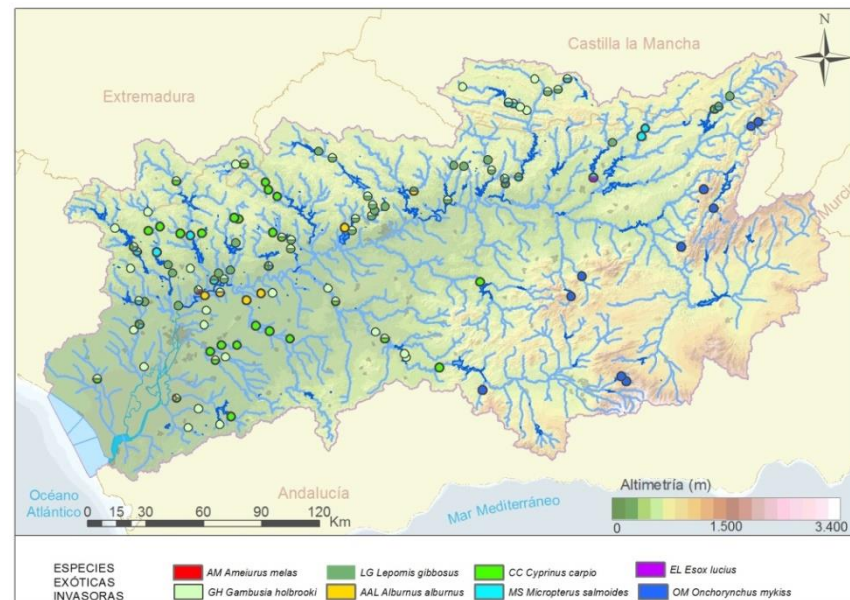 N
Castilla la Mancha
Extremadura
Murcia
Andalucía
Océano
Atlántico
Mar Mediterráneo
0 15 30 60 90 120
Km
Altimetría (m)
0 1.500 3.400
ESPECIES
EXÓTICAS
INVASORAS
AM Ameiurus melas
LG Lepomis gibbosus
CC Cyprinus carpio
EL Esox lucius
GH Gambusia holbrooki
AAL Alburnus alburnus
MS Micropterus salmoides
OM Onchorynchus mykiss